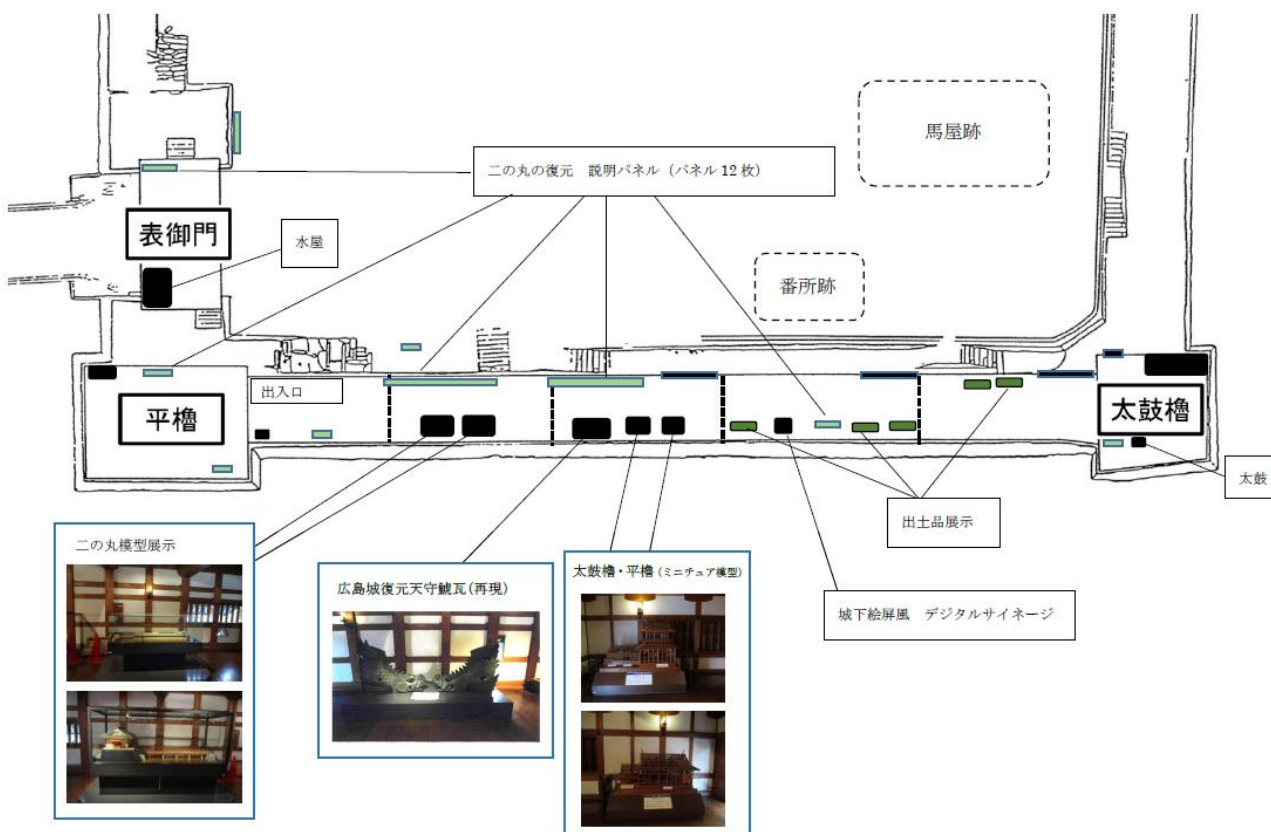 馬屋跡
二の丸の復元　説明パネル（パネル12枚）
表御門
水屋
番所跡
出入口
平櫓
太鼓櫓
太鼓
出土品展示
二の丸模型展示
広島城復元天守鯱瓦(再現)
太鼓櫓・平櫓(ミニチュア模型)
城下絵屏風　デジタルサイネージ